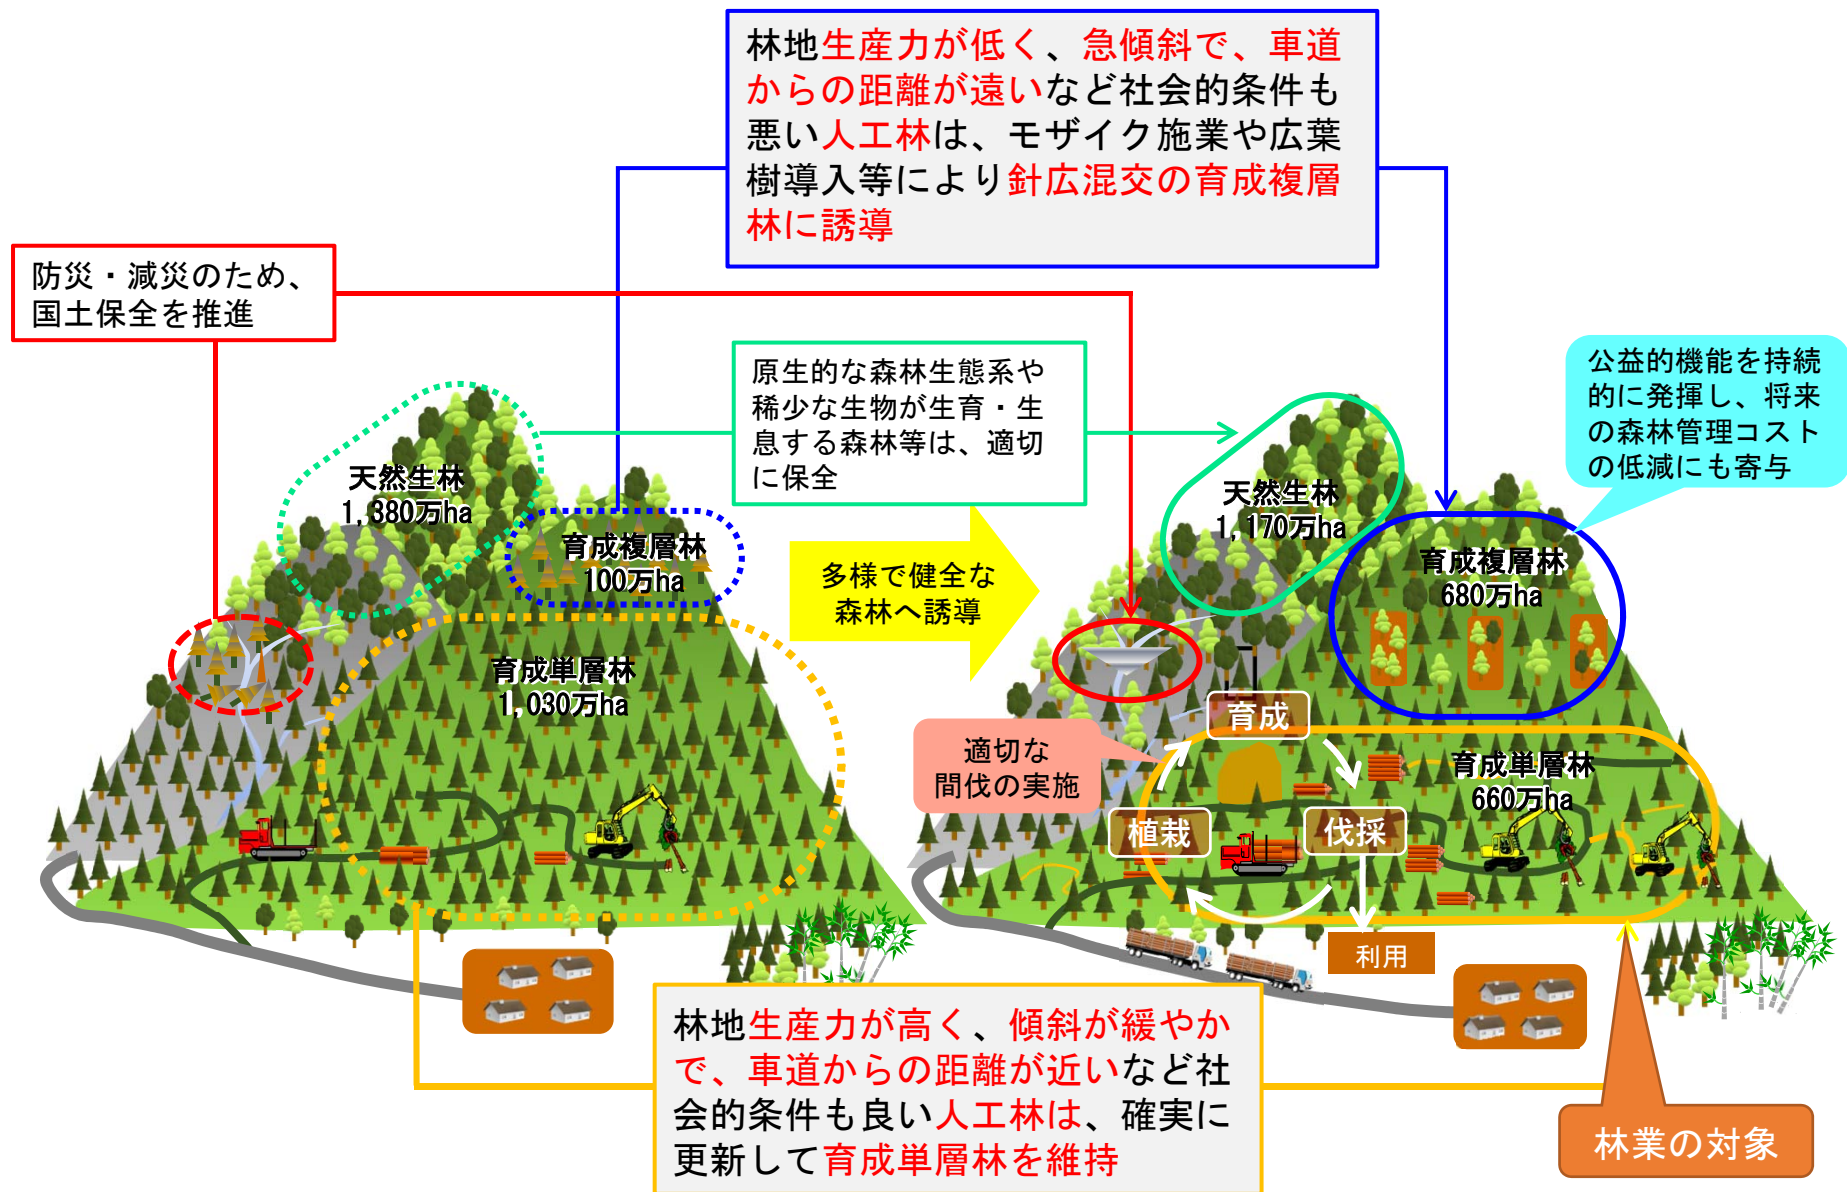 林地生産力が低く、急傾斜で、車道
からの距離が遠いなど社会的条件も
悪い人工林は、モザイク施業や広葉
樹導入等により針広混交の育成複層
林に誘導
防災・減災のため、
国土保全を推進
原生的な森林生態系や
稀少な生物が生育・生
息する森林等は、適切
に保全
公益的機能を持続
的に発揮し、将来
の森林管理コスト
の低減にも寄与
天然生林
1,380万ha
育成複層林
100万ha
育成単層林
1,030万ha
多様で健全な
森林へ誘導
天然生林
1,170万ha
育成複層林
680万ha
適切な
間伐の実施
育成
植栽
伐採
利用
育成単層林
660万ha
林地生産力が高く、傾斜が緩やか
で、車道からの距離が近いなど社
会的条件も良い人工林は、確実に
更新して育成単層林を維持
林業の対象